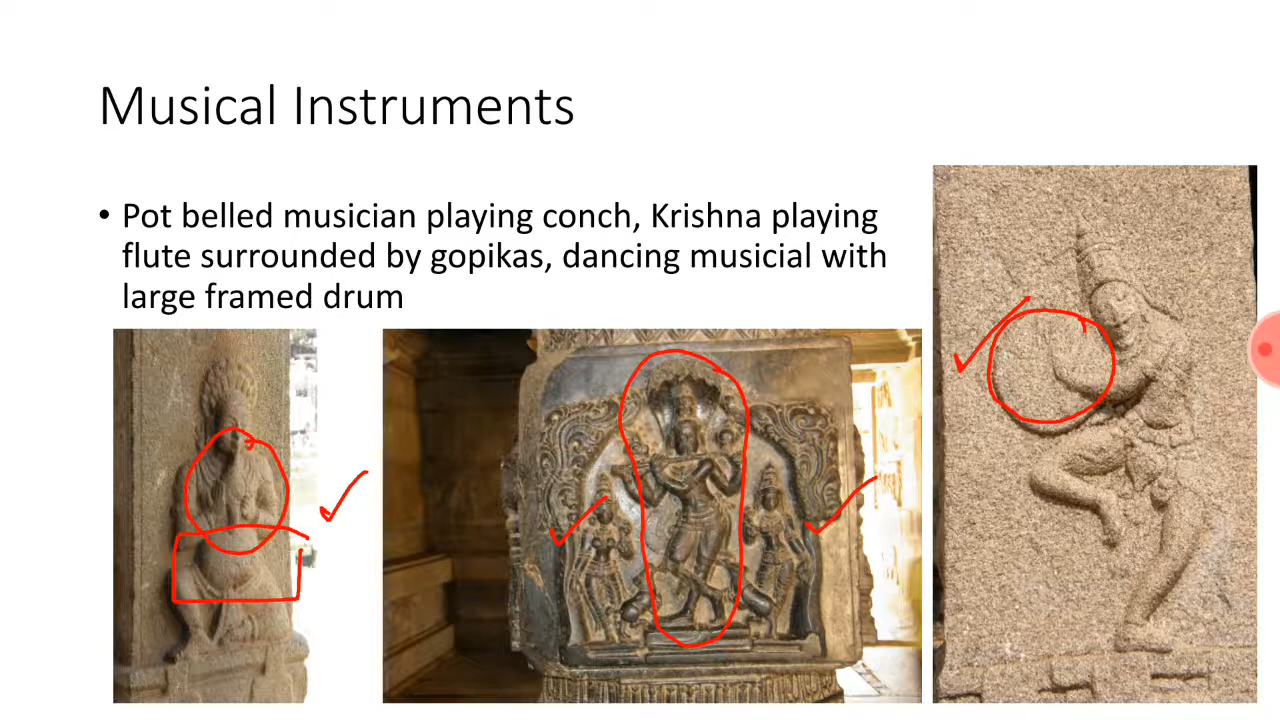 Musical Instruments
• Pot belled musician playing conch, Krishna playing
flute surrounded by gopikas, dancing musicial with
large framed drum